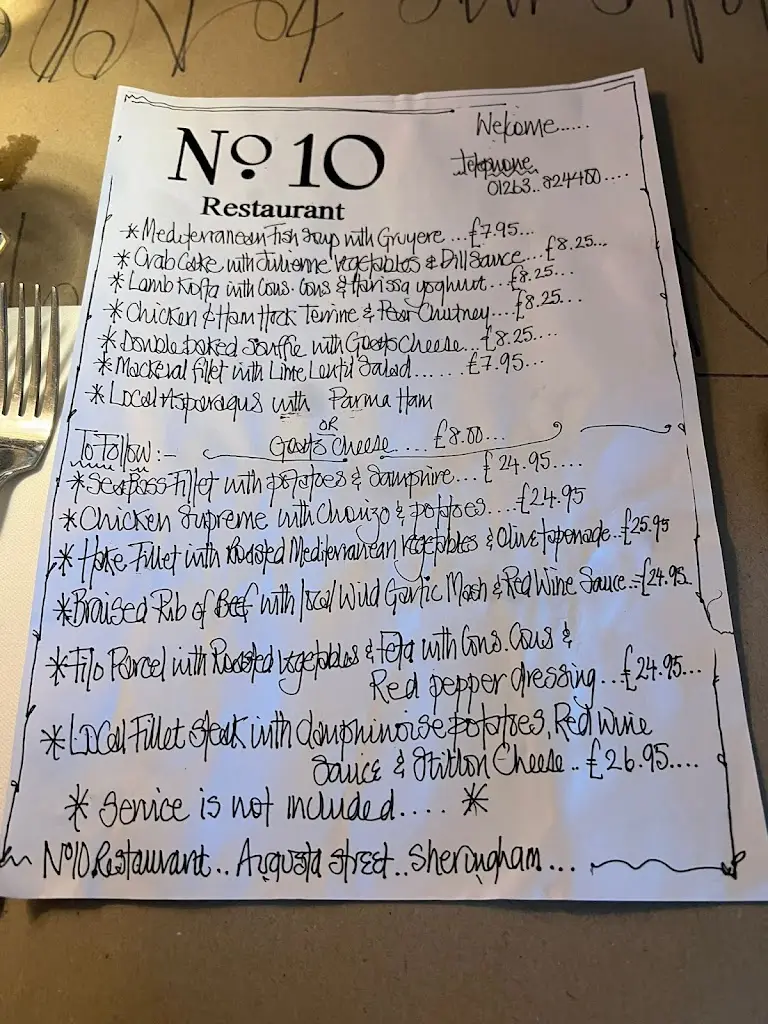 No 10
Restaurant
Welcome.....
telephone
01263..824400....
*Mediterranean Fish Soup with Gruyere...£7.95...
*Crab Cake with Julienne vegetables & Dill Sauce...£8.25...
*Lamb Kofta with Cous.Cous & Harissa yoghurt...£8.25...
*Chicken & Ham Hock Terrine & Pear Chutney...£8.25...
*Double baked Souffle with Goats Cheese...£8.25....
*Mackeral fillet with Lime Lentil Salad......£7.95...
*Local Asparagus with Parma Ham
OR
Goats cheese....£8.00...
To Follow:-
*Sea Bass Fillet with potatoes & Samphire...£24.95....
*Chicken Supreme with Chorizo & potatoes....£24.95
*Hake Fillet with Roasted Mediterranean vegetables & Olive tapenade..£25.95
*Braised Rib of Beef with local Wild Garlic Mash & Red Wine Sauce..£24.95..
*Filo Parcel with Roasted vegetables & Feta with Cous.Cous &
Red pepper dressing...£24.95...
*Local Fillet steak with dauphinoise potatoes, Red wine
Sauce & Stilton Cheese..£26.95....
* Service is not included.... *
No10.Restaurant.. Augusta street..Sheringham...